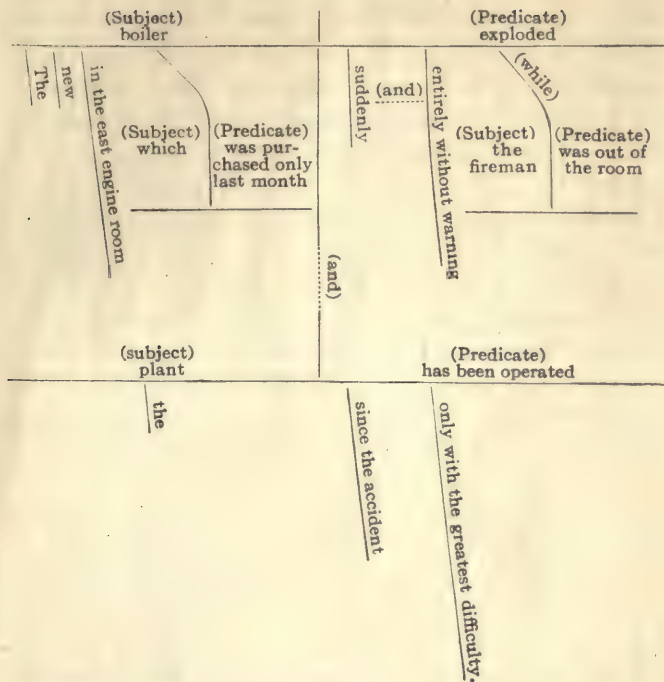 (Subject)
boiler
(Predicate)
exploded
The
new
in the east engine room
(Subject)
which
(Predicate)
was pur-
chased only
last month
suddenly
(and)
entirely without warning
(while)
(Subject)
the
fireman
(Predicate)
was out of
the room
(and)
(subject)
plant
(Predicate)
has been operated
the
since the accident
only with the greatest difficulty.